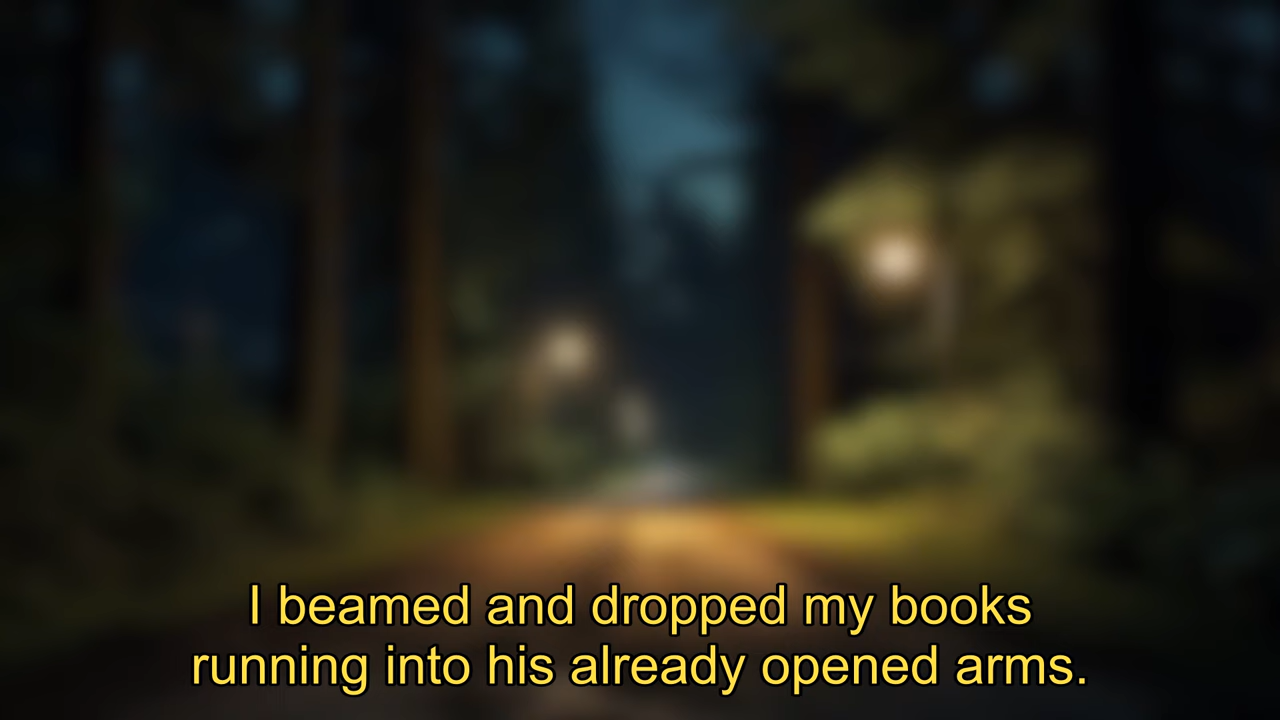 I beamed and dropped my books
running into his already opened arms.